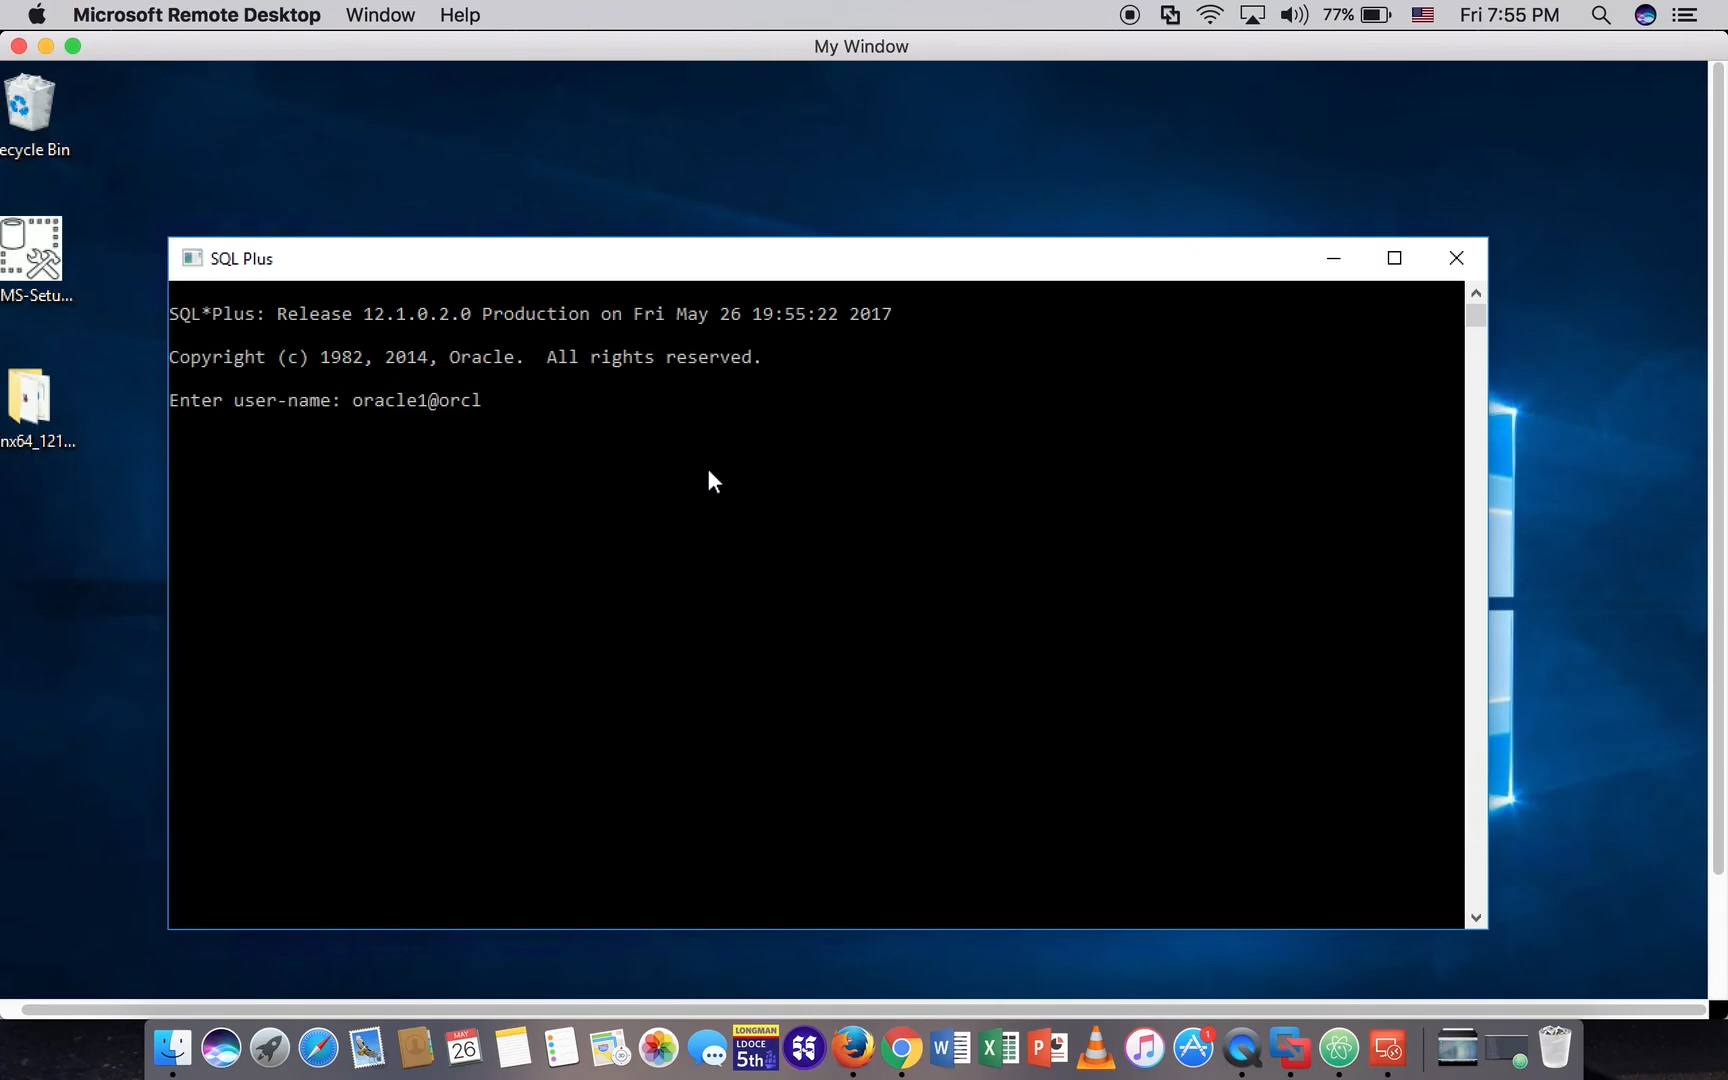 Microsoft Remote Desktop Window Help 77% Fri 7:55 PM
My Window
ecycle Bin
MS-Setu...
nx64_121...
SQL Plus
SQL*Plus: Release 12.1.0.2.0 Production on Fri May 26 19:55:22 2017
Copyright (c) 1982, 2014, Oracle.  All rights reserved.
Enter user-name: oracle1@orcl
MAY
26
LONGMAN
LDOCE
5th
W
X
P
1